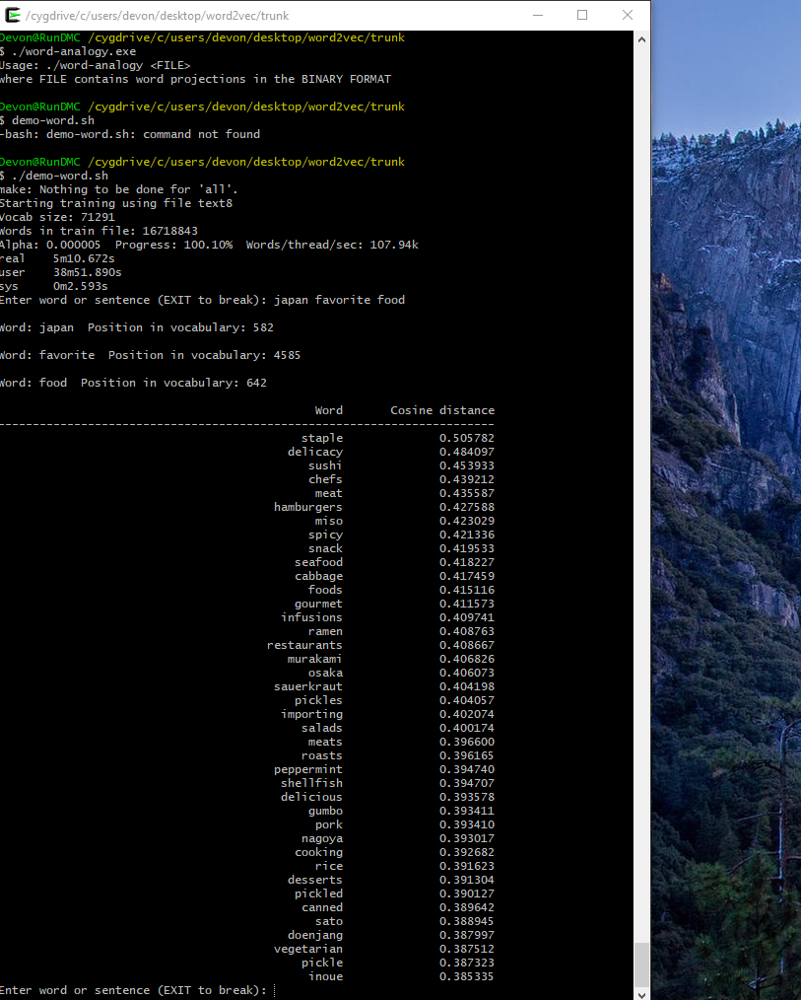 /cygdrive/c/users/devon/desktop/word2vec/trunk
Devon@RunDMC /cygdrive/c/users/devon/desktop/word2vec/trunk
$ ./word-analogy.exe
Usage: ./word-analogy <FILE>
where FILE contains word projections in the BINARY FORMAT
Devon@RunDMC /cygdrive/c/users/devon/desktop/word2vec/trunk
$ demo-word.sh
-bash: demo-word.sh: command not found
Devon@RunDMC /cygdrive/c/users/devon/desktop/word2vec/trunk
$ ./demo-word.sh
make: Nothing to be done for 'all'.
Starting training using file text8
Vocab size: 71291
Words in train file: 16718843
Alpha: 0.000005  Progress: 100.10%  Words/thread/sec: 107.94k
real    5m10.672s
user    38m51.890s
sys     0m2.593s
Enter word or sentence (EXIT to break): japan favorite food
Word: japan  Position in vocabulary: 582
Word: favorite  Position in vocabulary: 4585
Word: food  Position in vocabulary: 642
Word       Cosine distance
------------------------------------------------------------------------
staple 0.505782
delicacy 0.484097
sushi 0.453933
chefs 0.439212
meat 0.435587
hamburgers 0.427588
miso 0.423029
spicy 0.421336
snack 0.419533
seafood 0.418227
cabbage 0.417459
foods 0.415116
gourmet 0.411573
infusions 0.409741
ramen 0.408763
restaurants 0.408667
murakami 0.406826
osaka 0.406073
sauerkraut 0.404198
pickles 0.404057
importing 0.402074
salads 0.400174
meats 0.396600
roasts 0.396165
peppermint 0.394740
shellfish 0.394707
delicious 0.393578
gumbo 0.393411
pork 0.393410
nagoya 0.393017
cooking 0.392682
rice 0.391623
desserts 0.391304
pickled 0.390127
canned 0.389642
sato 0.388945
doenjang 0.387997
vegetarian 0.387512
pickle 0.387323
inoue 0.385335
Enter word or sentence (EXIT to break):